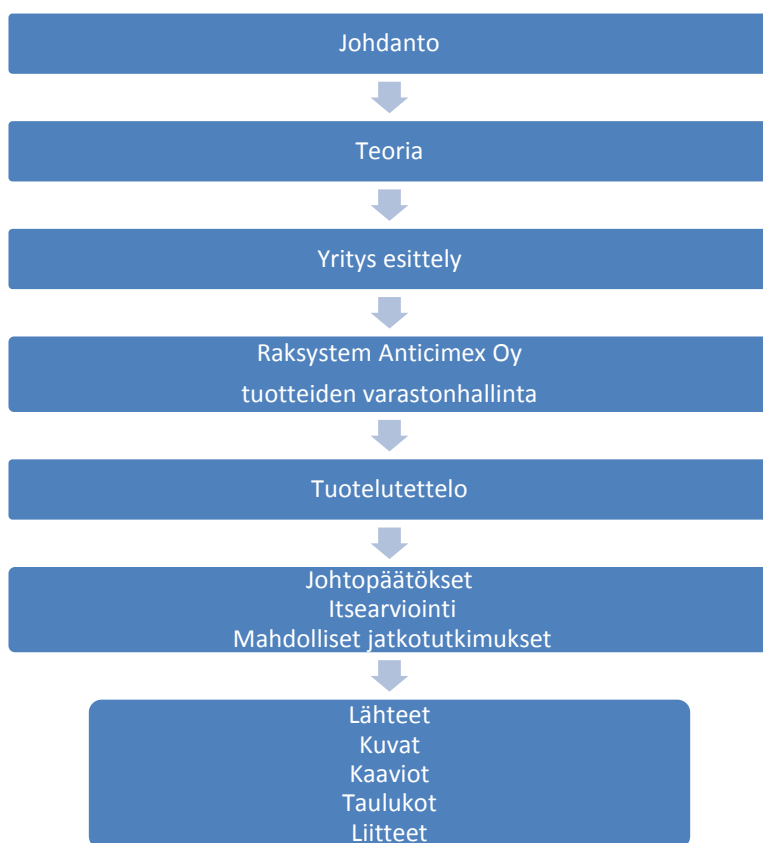 Johdanto
Teoria
Yritys esittely
Raksystem Anticimex Oy
tuotteiden varastonhallinta
Tuotelutettelo
Johtopäätökset
Itsearviointi
Mahdolliset jatkotutkimukset
Lähteet
Kuvat
Kaaviot
Taulukot
Liitteet